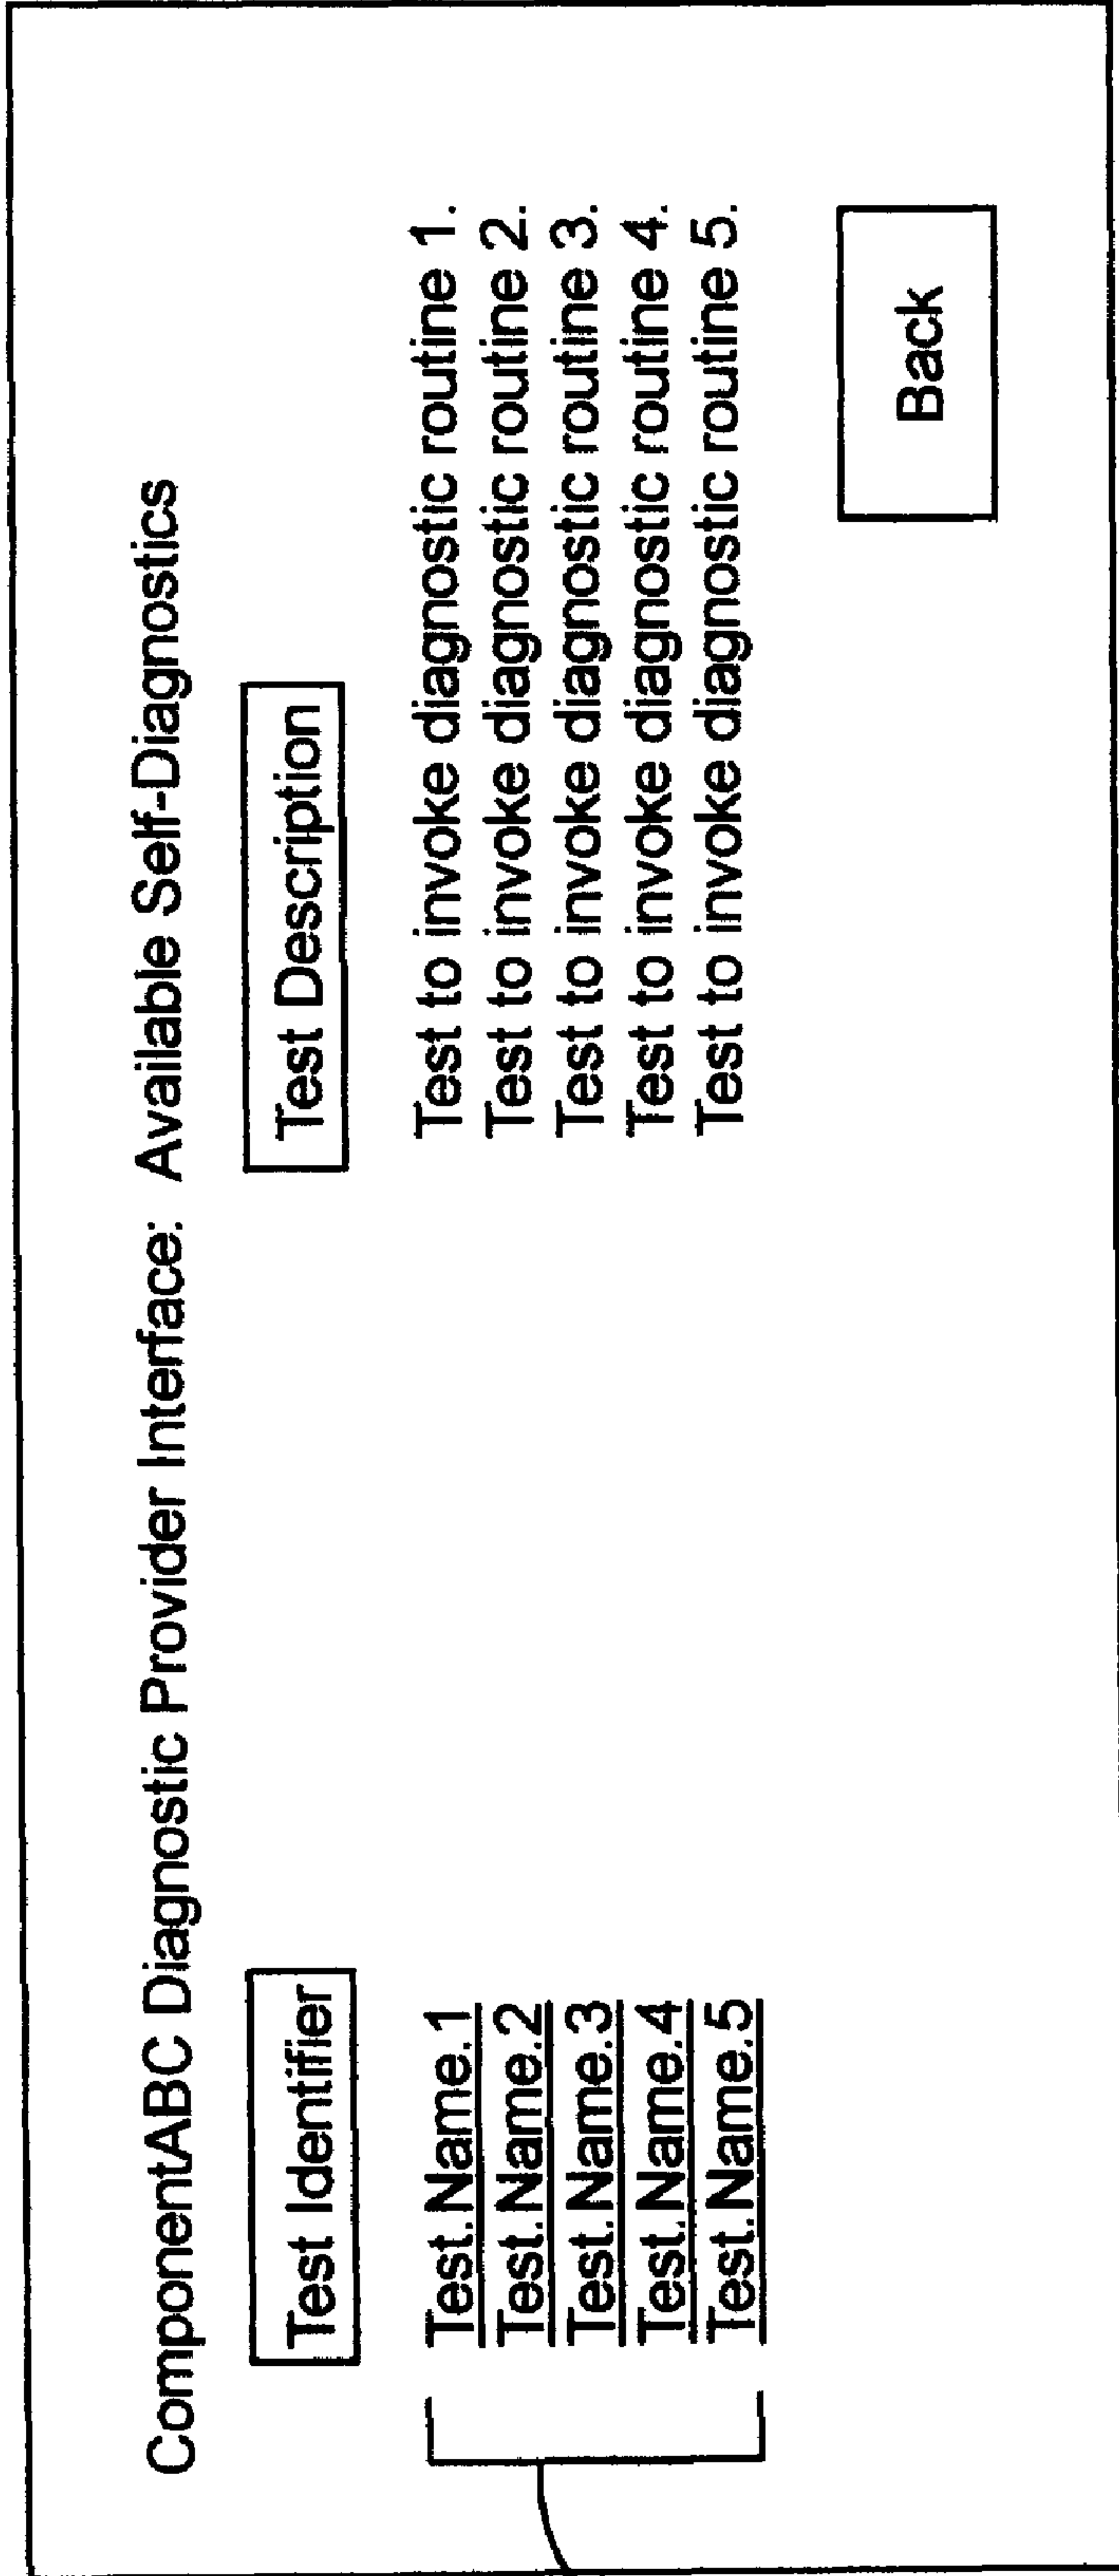 ComponentABC Diagnostic Provider Interface: Available Self-Diagnostics
Test Identifier Test Description
Test.Name.1 Test to invoke diagnostic routine 1.
Test.Name.2 Test to invoke diagnostic routine 2.
Test.Name.3 Test to invoke diagnostic routine 3.
Test.Name.4 Test to invoke diagnostic routine 4.
Test.Name.5 Test to invoke diagnostic routine 5.
Back